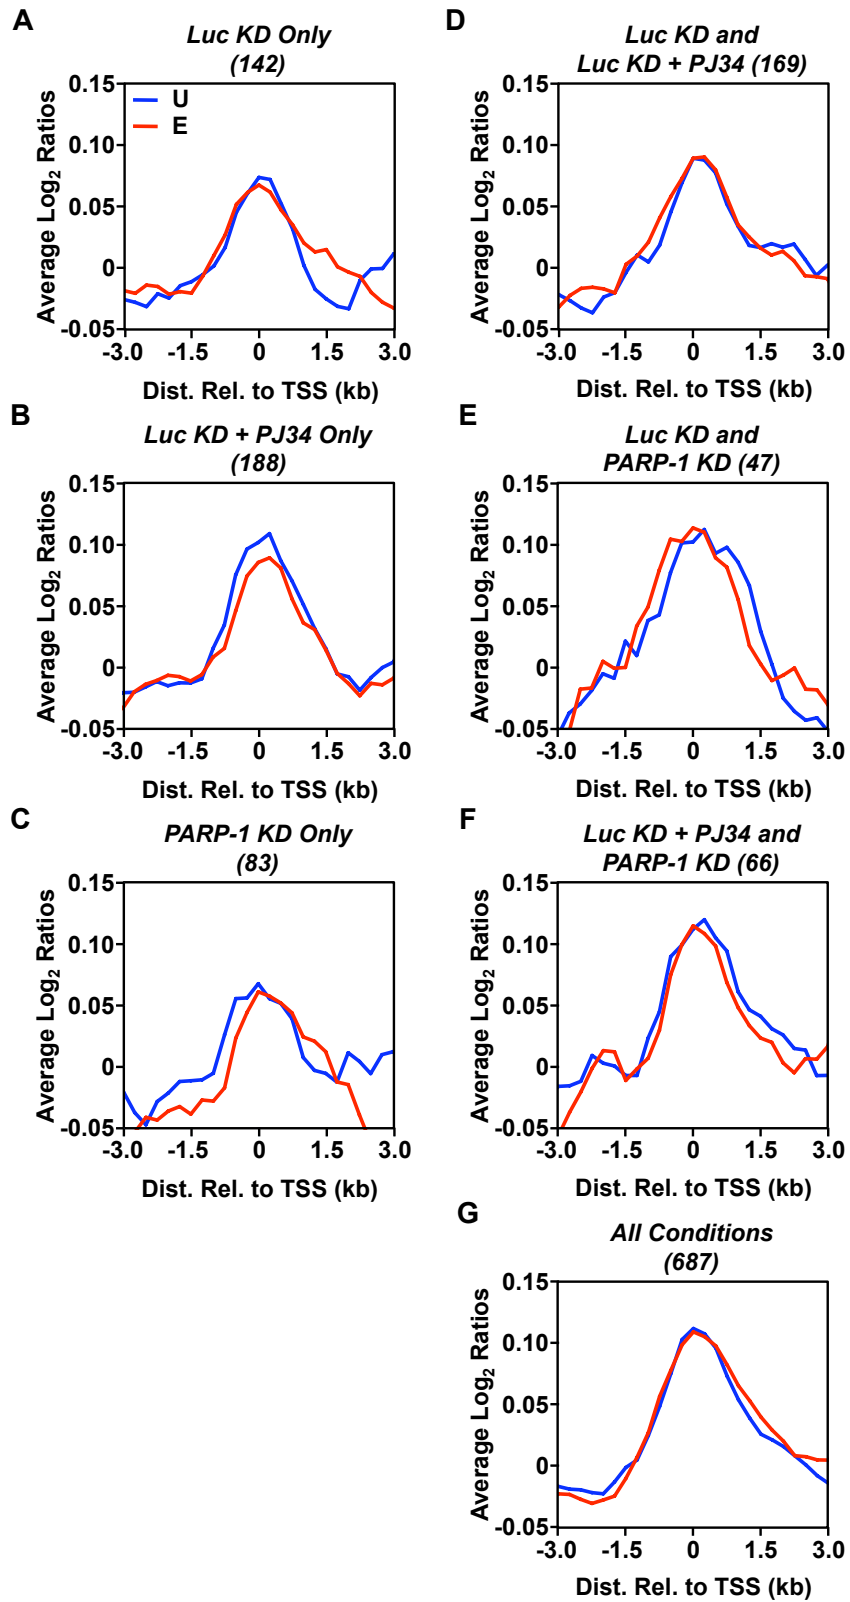 A
Luc KD Only
(142)
U
E
Average Log2 Ratios
0.15
0.10
0.05
0
-0.05
-3.0 -1.5 0 1.5 3.0
Dist. Rel. to TSS (kb)
B
Luc KD + PJ34 Only
(188)
Average Log2 Ratios
0.15
0.10
0.05
0
-0.05
-3.0 -1.5 0 1.5 3.0
Dist. Rel. to TSS (kb)
C
PARP-1 KD Only
(83)
Average Log2 Ratios
0.15
0.10
0.05
0
-0.05
-3.0 -1.5 0 1.5 3.0
Dist. Rel. to TSS (kb)
D
Luc KD and
Luc KD + PJ34 (169)
Average Log2 Ratios
0.15
0.10
0.05
0
-0.05
-3.0 -1.5 0 1.5 3.0
Dist. Rel. to TSS (kb)
E
Luc KD and
PARP-1 KD (47)
Average Log2 Ratios
0.15
0.10
0.05
0
-0.05
-3.0 -1.5 0 1.5 3.0
Dist. Rel. to TSS (kb)
F
Luc KD + PJ34 and
PARP-1 KD (66)
Average Log2 Ratios
0.15
0.10
0.05
0
-0.05
-3.0 -1.5 0 1.5 3.0
Dist. Rel. to TSS (kb)
G
All Conditions
(687)
Average Log2 Ratios
0.15
0.10
0.05
0
-0.05
-3.0 -1.5 0 1.5 3.0
Dist. Rel. to TSS (kb)